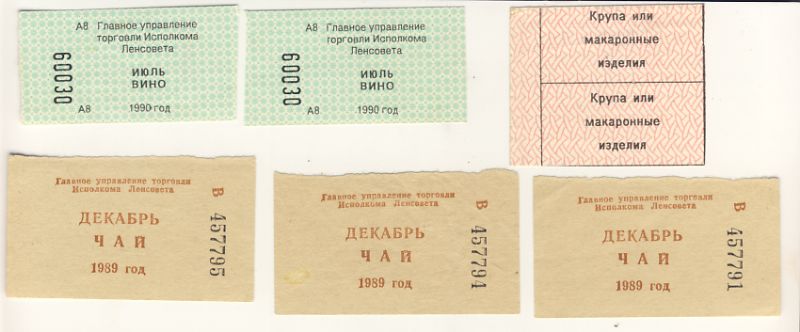 А8 Главное управление
торговли Исполкома
Ленсовета
60030
ИЮЛЬ
ВИНО
А8 1990 год
А8 Главное управление
торговли Исполкома
Ленсовета
60030
ИЮЛЬ
ВИНО
А8 1990 год
Крупа или
макаронные
изделия
Крупа или
макаронные
изделия
Главное управление торговли
Исполкома Ленсовета
В 457795
ДЕКАБРЬ
ЧАЙ
1989 год
Главное управление торговли
Исполкома Ленсовета
В 457794
ДЕКАБРЬ
ЧАЙ
1989 год
Главное управление торговли
Исполкома Ленсовета
В 457791
ДЕКАБРЬ
ЧАЙ
1989 год